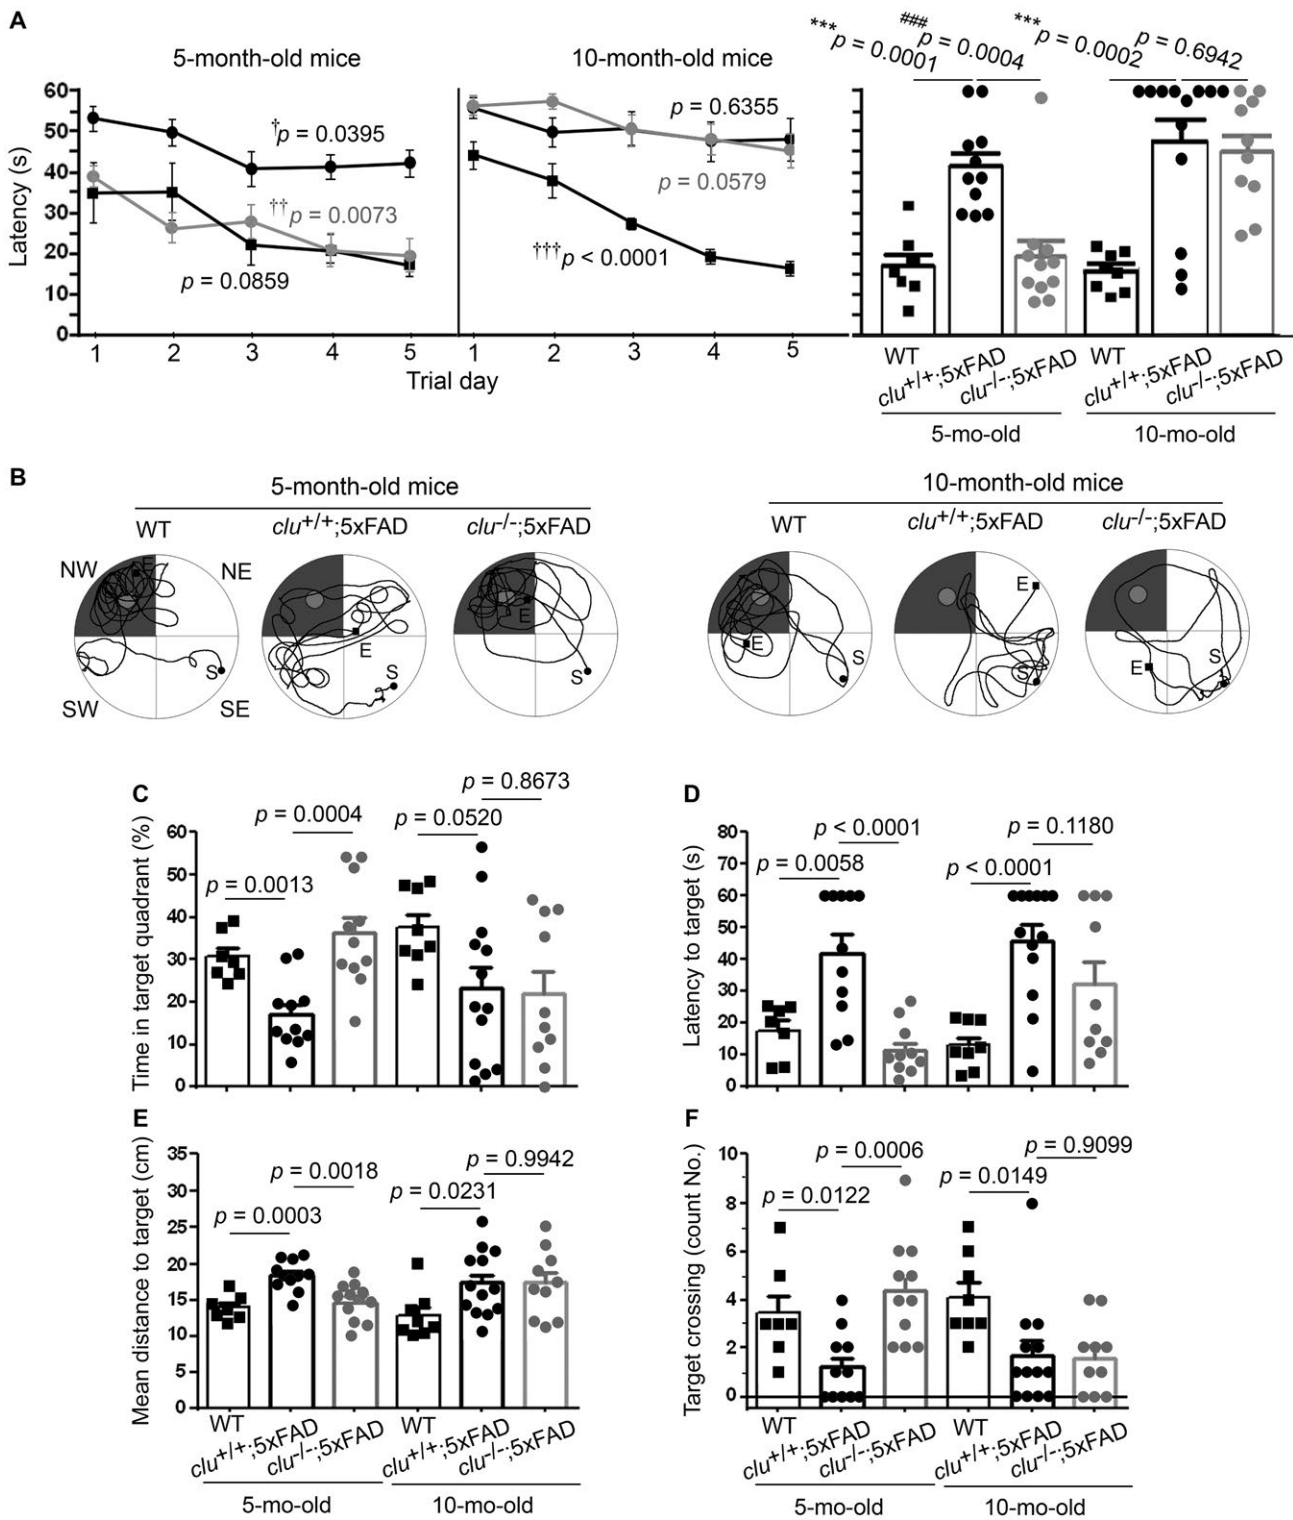 A
5-month-old mice
10-month-old mice
***p = 0.0001
###p = 0.0004
***p = 0.0002
p = 0.6942
Latency (s)
60
50
40
30
20
10
0
†p = 0.0395
††p = 0.0073
p = 0.0859
p = 0.6355
p = 0.0579
†††p < 0.0001
1 2 3 4 5
1 2 3 4 5
Trial day
WT
clu+/+;5xFAD
clu-/-;5xFAD
WT
clu+/+;5xFAD
clu-/-;5xFAD
5-mo-old
10-mo-old
B
5-month-old mice
10-month-old mice
WT
clu+/+;5xFAD
clu-/-;5xFAD
WT
clu+/+;5xFAD
clu-/-;5xFAD
NW
NE
SW
SE
E
S
E
S
E
S
E
S
E
S
E
S
C
Time in target quadrant (%)
60
50
40
30
20
10
0
p = 0.0013
p = 0.0004
p = 0.0520
p = 0.8673
D
Latency to target (s)
80
70
60
50
40
30
20
10
0
p = 0.0058
p < 0.0001
p < 0.0001
p = 0.1180
E
Mean distance to target (cm)
35
30
25
20
15
10
5
0
p = 0.0003
p = 0.0018
p = 0.0231
p = 0.9942
WT
clu+/+;5xFAD
clu-/-;5xFAD
WT
clu+/+;5xFAD
clu-/-;5xFAD
5-mo-old
10-mo-old
F
Target crossing (count No.)
10
8
6
4
2
0
p = 0.0122
p = 0.0006
p = 0.0149
p = 0.9099
WT
clu+/+;5xFAD
clu-/-;5xFAD
WT
clu+/+;5xFAD
clu-/-;5xFAD
5-mo-old
10-mo-old